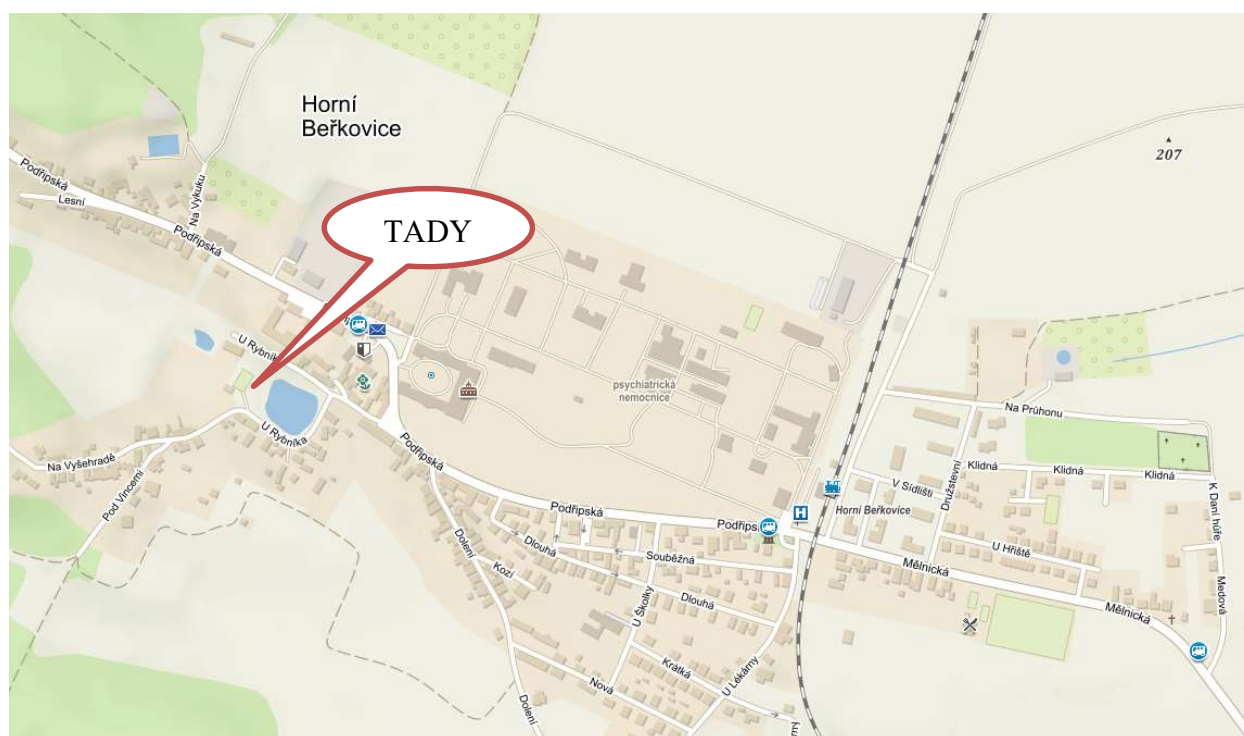 Horní
Beřkovice
207
Podřipská
Lesní
Na Výkuku
Podřipská
TADY
U Rybníka
psychiatrická
nemocnice
Na Průhonu
U Rybníka
Podřipská
Na Vyšehradě
Pod Vincemi
Klidná
Klidná
Klidná
V Sídlišti
Družstevní
K Daní hůře
Horní Beřkovice
H
Podřipská
Podřips
Dolení
Dlouhá
Souběžná
U Hřiště
Mělnická
Kozí
Dlouhá
U Školky
Medová
Mělnická
Krátká
U Lékárny
Nová
Dolení